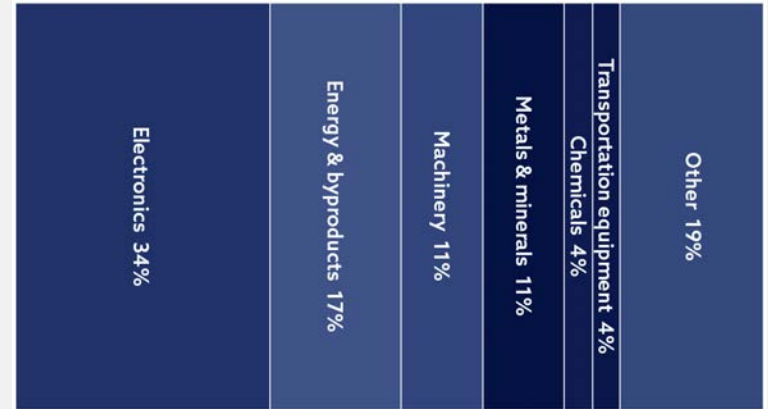 Electronics 34%
Energy & byproducts 17%
Machinery 11%
Metals & minerals 11%
Chemicals 4%
Transportation equipment 4%
Other 19%